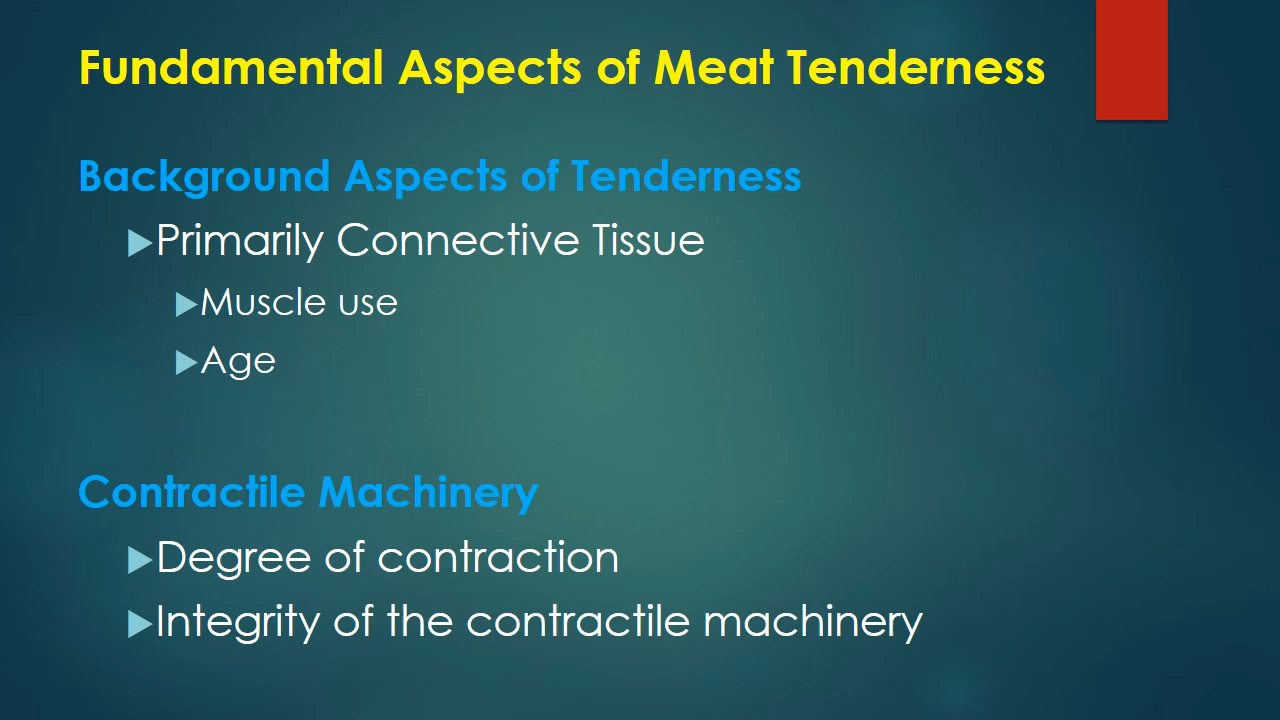 Fundamental Aspects of Meat Tenderness
Background Aspects of Tenderness
Primarily Connective Tissue
Muscle use
Age
Contractile Machinery
Degree of contraction
Integrity of the contractile machinery